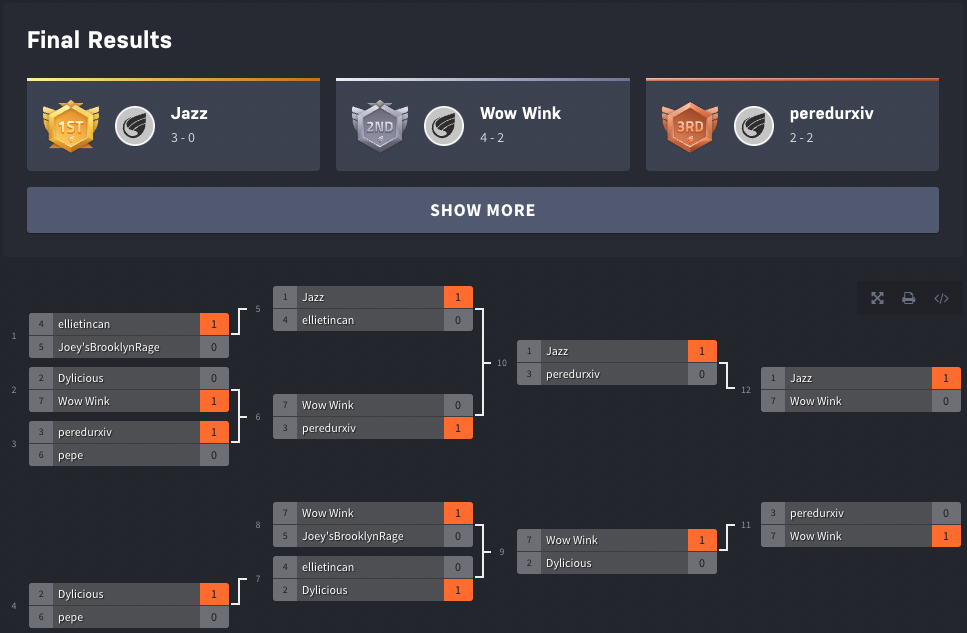 Final Results
1ST
Jazz
3 - 0
2ND
Wow Wink
4 - 2
3RD
peredurxiv
2 - 2
SHOW MORE
1
4 ellietincan 1
5 Joey'sBrooklynRage 0
2
2 Dylicious 0
7 Wow Wink 1
3
3 peredurxiv 1
6 pepe 0
4
2 Dylicious 1
6 pepe 0
5
1 Jazz 1
4 ellietincan 0
6
7 Wow Wink 0
3 peredurxiv 1
8
7 Wow Wink 1
5 Joey'sBrooklynRage 0
7
4 ellietincan 0
2 Dylicious 1
10
1 Jazz 1
3 peredurxiv 0
9
7 Wow Wink 1
2 Dylicious 0
12
1 Jazz 1
7 Wow Wink 0
11
3 peredurxiv 0
7 Wow Wink 1